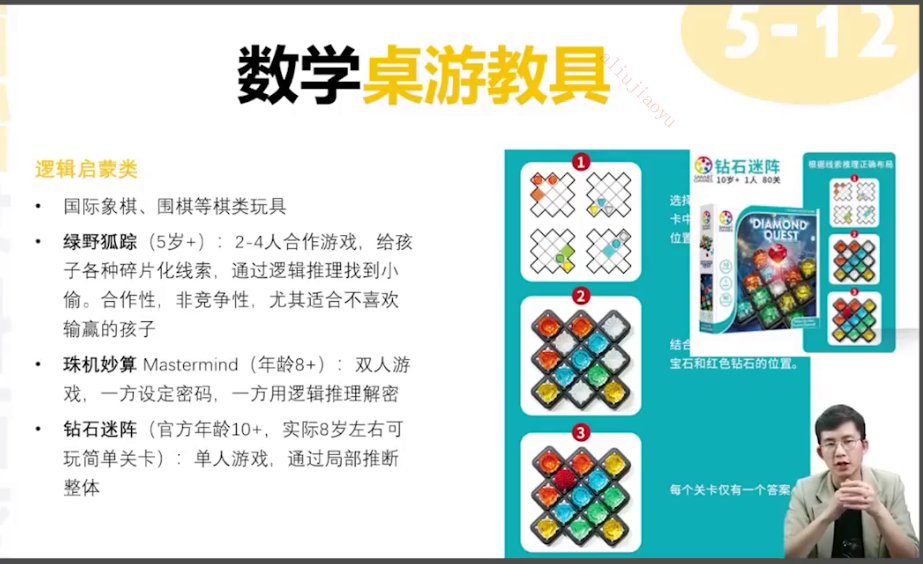 5-12
数学桌游教具
aliujiaoyu
逻辑启蒙类
• 国际象棋、围棋等棋类玩具
• 绿野狐踪（5岁+）：2-4人合作游戏，给孩
子各种碎片化线索，通过逻辑推理找到小
偷。合作性，非竞争性，尤其适合不喜欢
输赢的孩子
• 珠机妙算 Mastermind（年龄8+）：双人游
戏，一方设定密码，一方用逻辑推理解密
• 钻石迷阵（官方年龄10+，实际8岁左右可
玩简单关卡）：单人游戏，通过局部推断
整体
1
2
3
选择
卡中
位置
结合
宝石和红色钻石的位置。
每个关卡仅有一个答案
钻石迷阵
10岁+ 1人 80关
DIAMOND
QUEST
根据线索推理正确布局
1
2
3